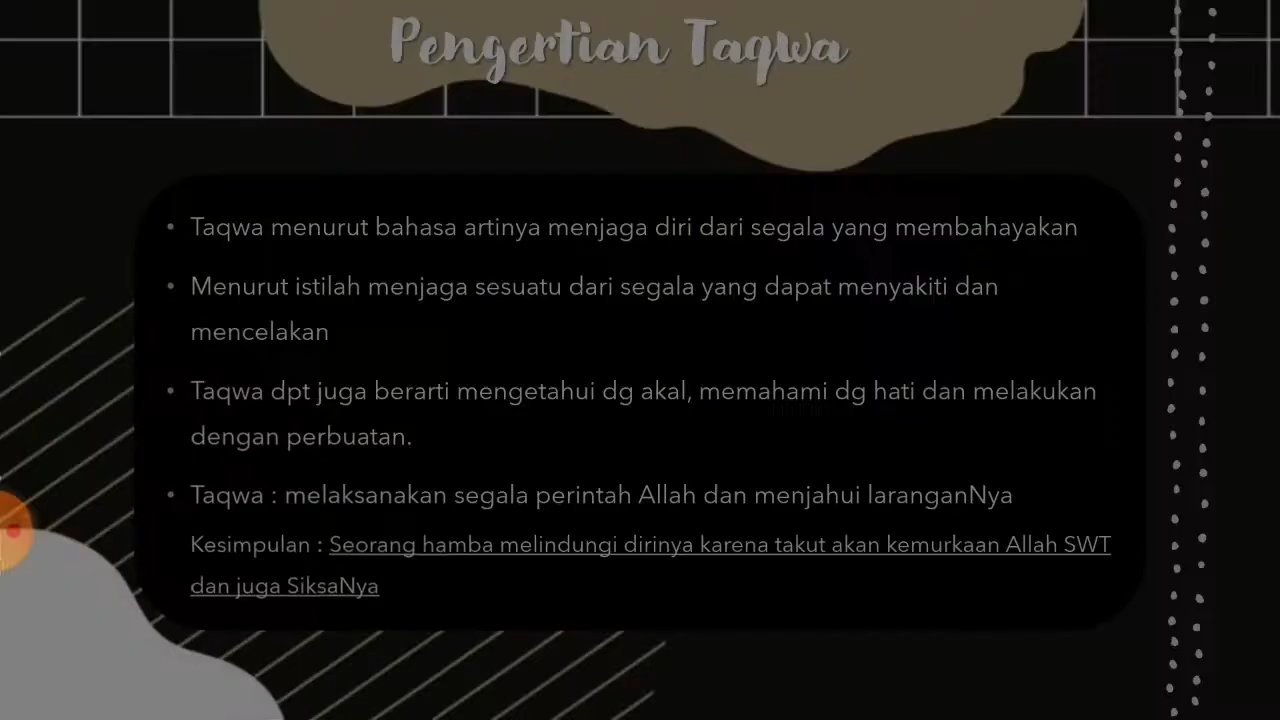 Pengertian Taqwa
• Taqwa menurut bahasa artinya menjaga diri dari segala yang membahayakan
• Menurut istilah menjaga sesuatu dari segala yang dapat menyakiti dan
mencelakan
• Taqwa dpt juga berarti mengetahui dg akal, memahami dg hati dan melakukan
dengan perbuatan.
• Taqwa : melaksanakan segala perintah Allah dan menjahui laranganNya
Kesimpulan : Seorang hamba melindungi dirinya karena takut akan kemurkaan Allah SWT
dan juga SiksaNya